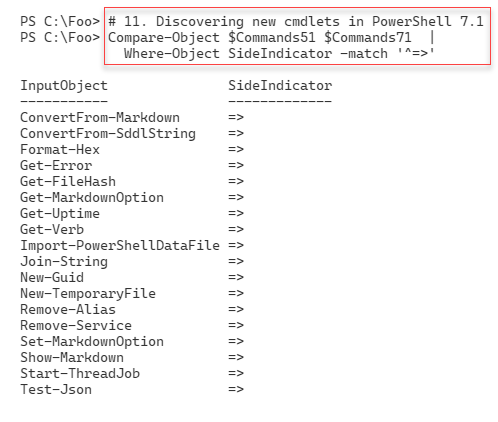 PS C:\Foo> # 11. Discovering new cmdlets in PowerShell 7.1
PS C:\Foo> Compare-Object $Commands51 $Commands71 |
Where-Object SideIndicator -match '^=>'
InputObject SideIndicator
----------- -------------
ConvertFrom-Markdown =>
ConvertFrom-SddlString =>
Format-Hex =>
Get-Error =>
Get-FileHash =>
Get-MarkdownOption =>
Get-Uptime =>
Get-Verb =>
Import-PowerShellDataFile =>
Join-String =>
New-Guid =>
New-TemporaryFile =>
Remove-Alias =>
Remove-Service =>
Set-MarkdownOption =>
Show-Markdown =>
Start-ThreadJob =>
Test-Json =>